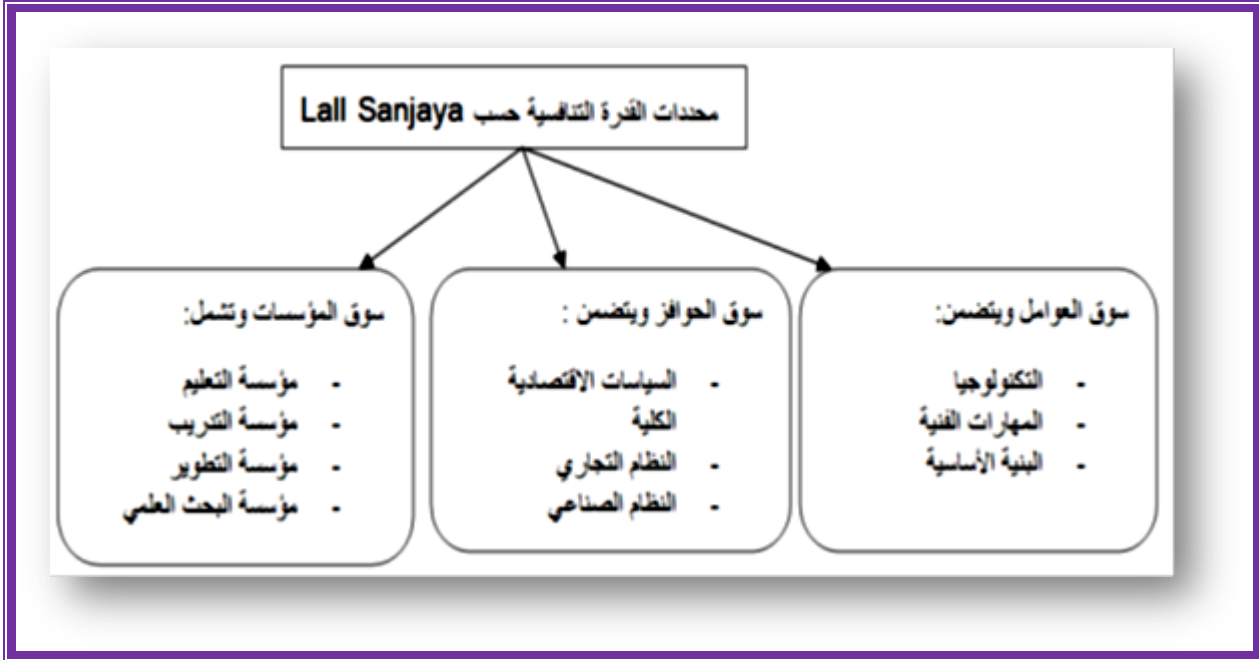 محددات القدرة التنافسية حسب Lall Sanjaya
سوق العوامل ويتضمن:
- التكنولوجيا
- المهارات الفنية
- البنية الأساسية
سوق الحوافز ويتضمن :
- السياسات الاقتصادية
الكلية
- النظام التجاري
- النظام الصناعي
سوق المؤسسات وتشمل:
- مؤسسة التعليم
- مؤسسة التدريب
- مؤسسة التطوير
- مؤسسة البحث العلمي